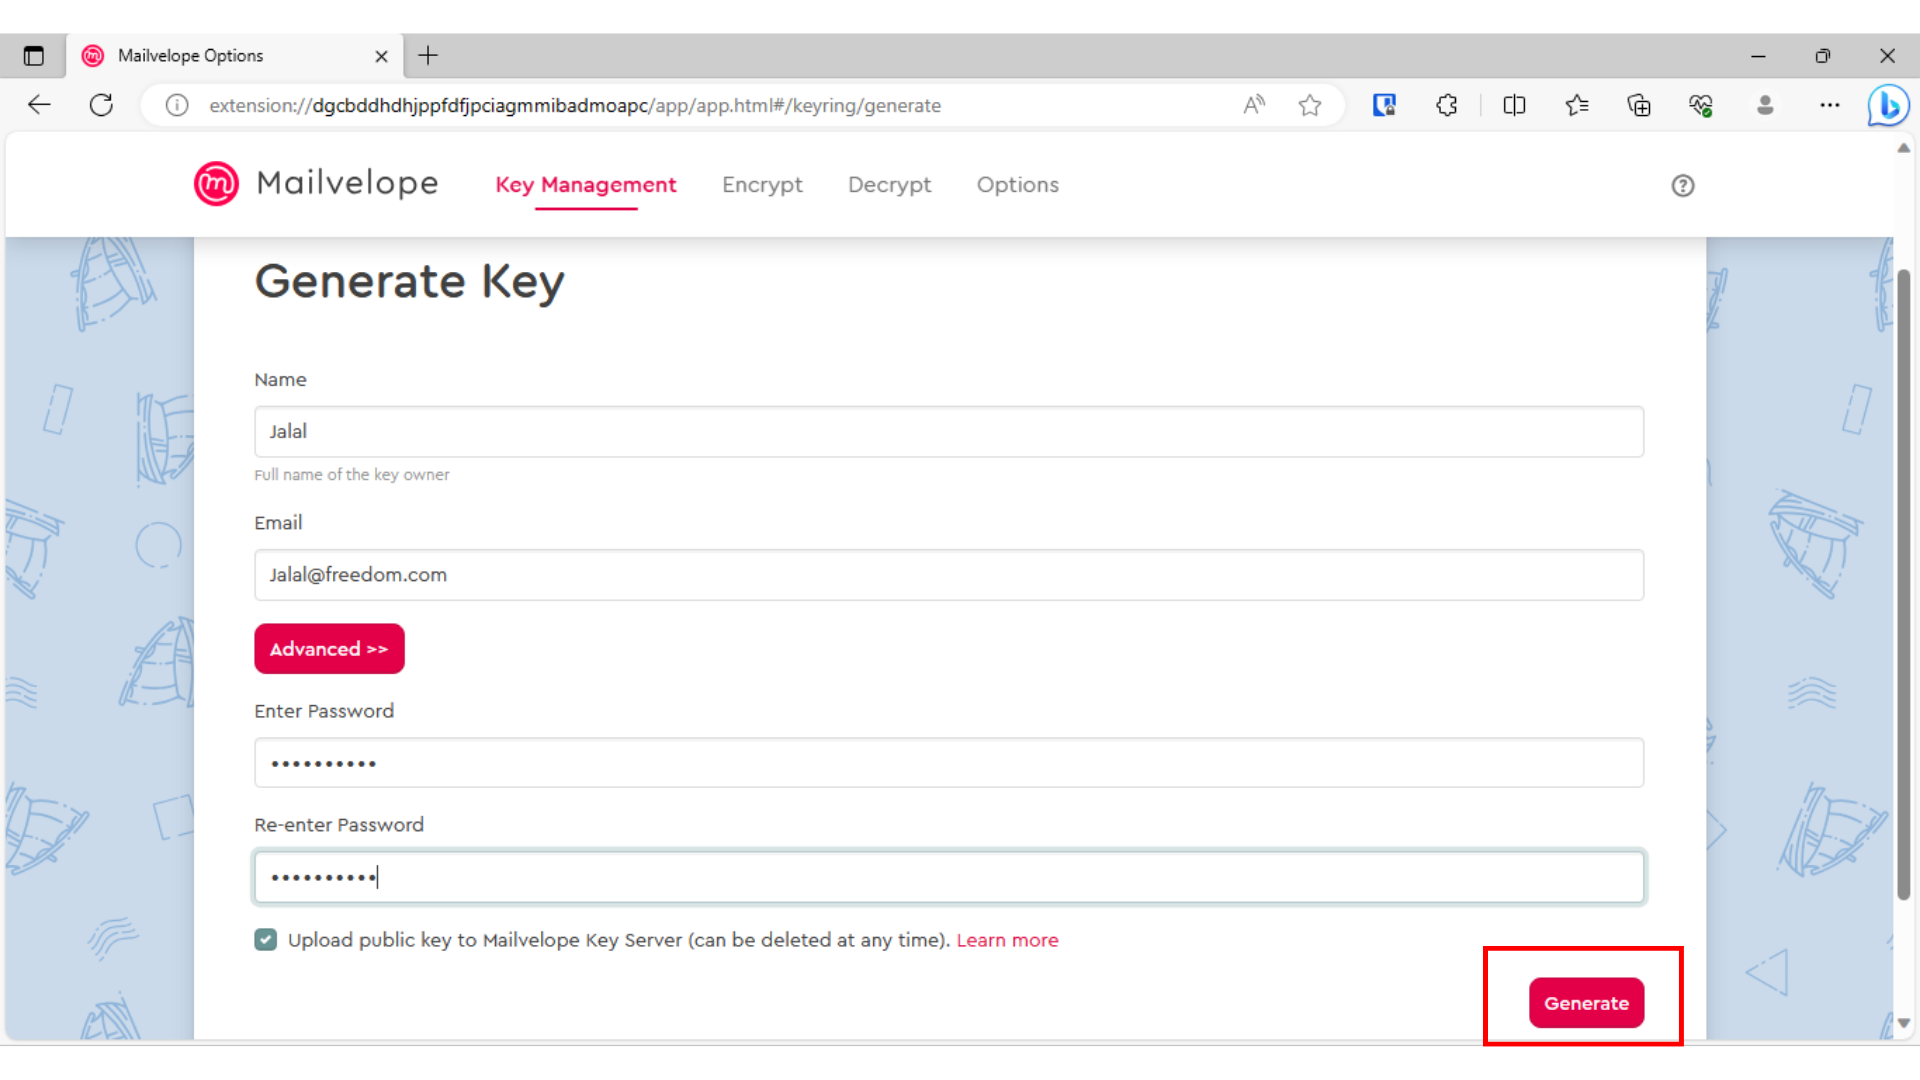 Mailvelope Options
extension://dgcbddhdhjppfdfjpciagmmibadmoapc/app/app.html#/keyring/generate
Mailvelope Key Management Encrypt Decrypt Options
Generate Key
Name
Jalal
Full name of the key owner
Email
Jalal@freedom.com
Advanced >>
Enter Password
••••••••••
Re-enter Password
••••••••••
Upload public key to Mailvelope Key Server (can be deleted at any time). Learn more
Generate